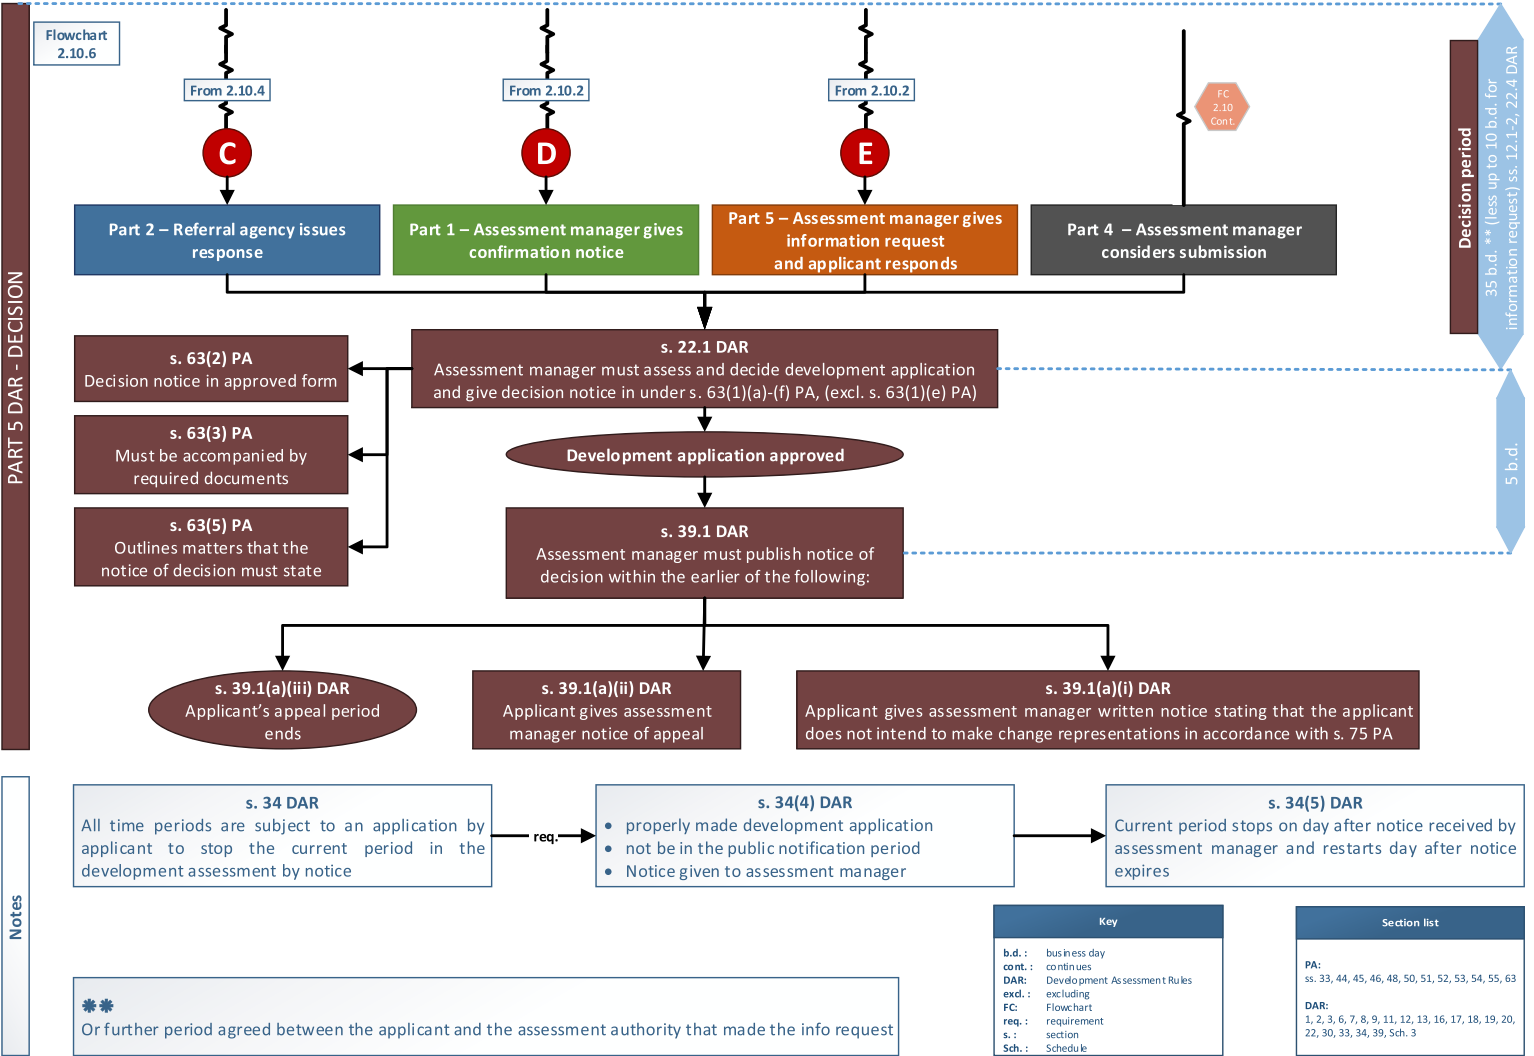 Flowchart
2.10.6
From 2.10.4
From 2.10.2
From 2.10.2
FC
2.10
Cont.
C
D
E
Part 2 – Referral agency issues
response
Part 1 – Assessment manager gives
confirmation notice
Part 5 – Assessment manager gives
information request
and applicant responds
Part 4 – Assessment manager
considers submission
Decision period
35 b.d. ** (less up to 10 b.d. for
information request) ss. 12.1-2, 22.4 DAR
PART 5 DAR - DECISION
s. 22.1 DAR
Assessment manager must assess and decide development application
and give decision notice in under s. 63(1)(a)-(f) PA, (excl. s. 63(1)(e) PA)
s. 63(2) PA
Decision notice in approved form
s. 63(3) PA
Must be accompanied by
required documents
s. 63(5) PA
Outlines matters that the
notice of decision must state
Development application approved
5 b.d.
s. 39.1 DAR
Assessment manager must publish notice of
decision within the earlier of the following:
s. 39.1(a)(iii) DAR
Applicant's appeal period
ends
s. 39.1(a)(ii) DAR
Applicant gives assessment
manager notice of appeal
s. 39.1(a)(i) DAR
Applicant gives assessment manager written notice stating that the applicant
does not intend to make change representations in accordance with s. 75 PA
Notes
s. 34 DAR
All time periods are subject to an application by
applicant to stop the current period in the
development assessment by notice
req.
s. 34(4) DAR
• properly made development application
• not be in the public notification period
• Notice given to assessment manager
s. 34(5) DAR
Current period stops on day after notice received by
assessment manager and restarts day after notice
expires
**
Or further period agreed between the applicant and the assessment authority that made the info request
Key
b.d. : business day
cont. : continues
DAR: Development Assessment Rules
excl. : excluding
FC: Flowchart
req. : requirement
s. : section
Sch. : Schedule
Section list
PA:
ss. 33, 44, 45, 46, 48, 50, 51, 52, 53, 54, 55, 63
DAR:
1, 2, 3, 6, 7, 8, 9, 11, 12, 13, 16, 17, 18, 19, 20,
22, 30, 33, 34, 39, Sch. 3